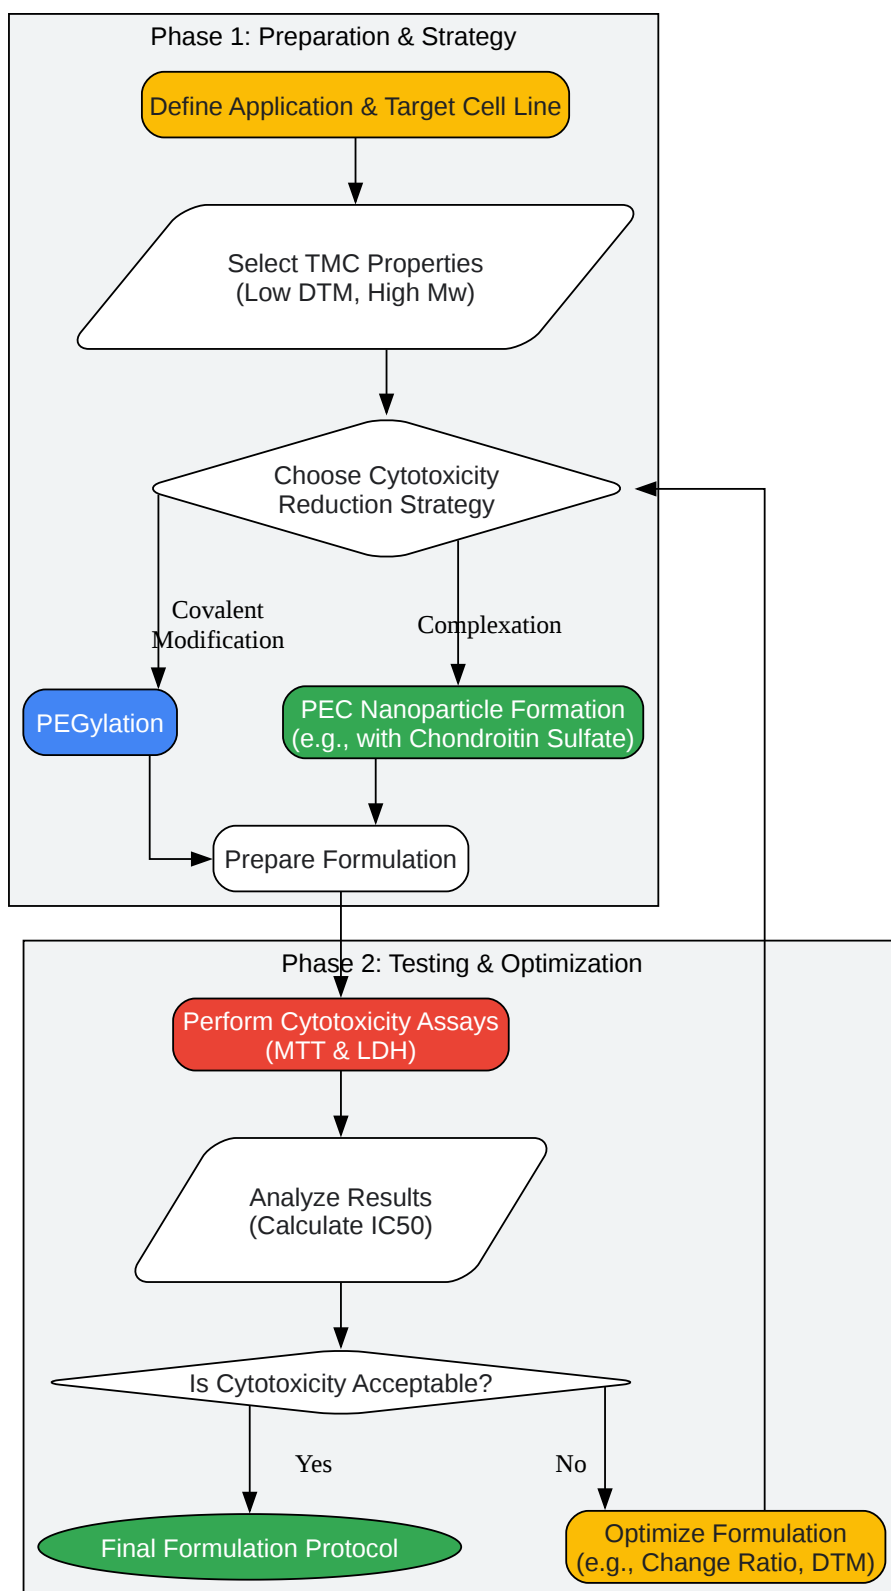 Phase 1: Preparation & Strategy
Define Application & Target Cell Line
Select TMC Properties
(Low DTM, High Mw)
Choose Cytotoxicity
Reduction Strategy
Covalent
Modification
Complexation
PEGylation
PEC Nanoparticle Formation
(e.g., with Chondroitin Sulfate)
Prepare Formulation
Phase 2: Testing & Optimization
Perform Cytotoxicity Assays
(MTT & LDH)
Analyze Results
(Calculate IC50)
Is Cytotoxicity Acceptable?
Yes
No
Final Formulation Protocol
Optimize Formulation
(e.g., Change Ratio, DTM)